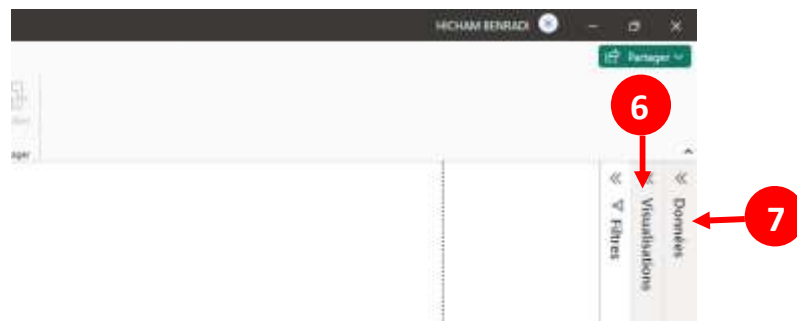 HICHAM BENRADI
Partager
6
Filtres
Visualisations
Données
7